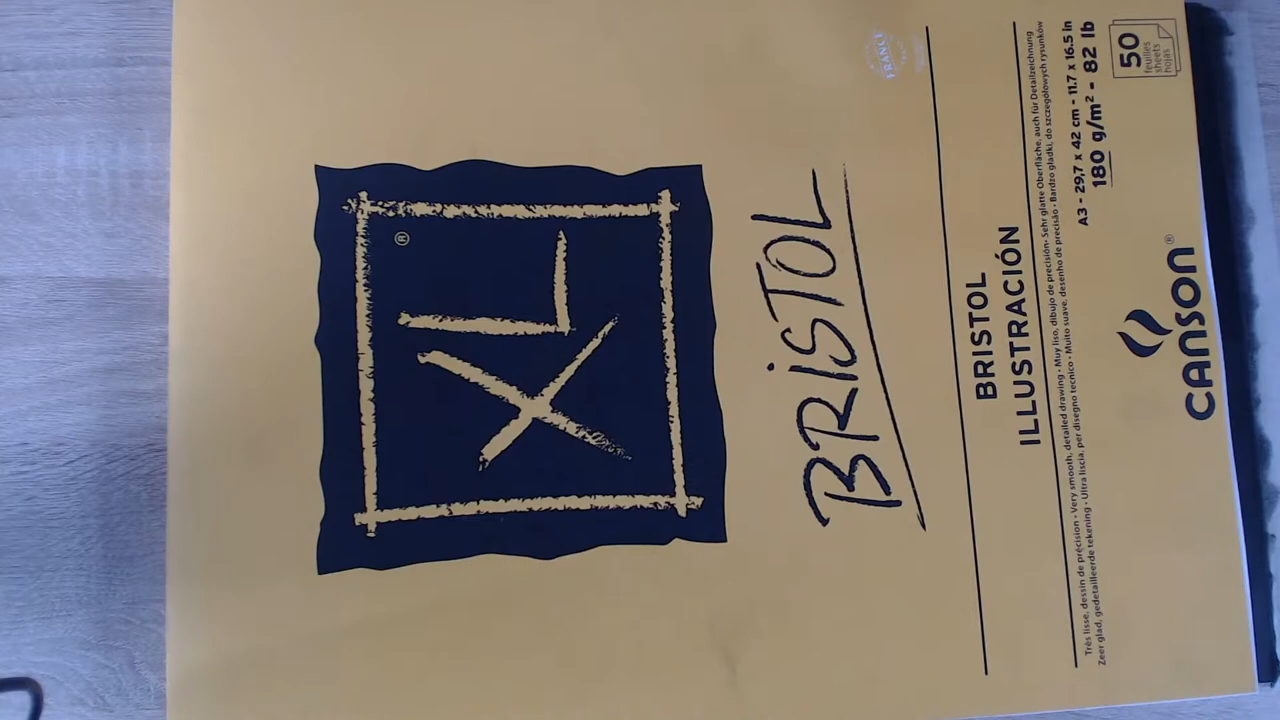 FRANCE
XL®
BRISTOL
BRISTOL
ILLUSTRACIÓN
Très lisse, dessin de précision • Very smooth, detailed drawing • Muy liso, dibujo de precisión • Sehr glatte Oberfläche, auch für Detailzeichnung
Zeer glad, gedetailleerde tekening • Ultra liscia, per disegno tecnico • Muito suave, desenho de precisão • Bardzo gładki, do szczegółowych rysunków
A3 - 29,7 x 42 cm - 11.7 x 16.5 in
180 g/m² - 82 lb
50
feuilles
sheets
hojas
CANSON®